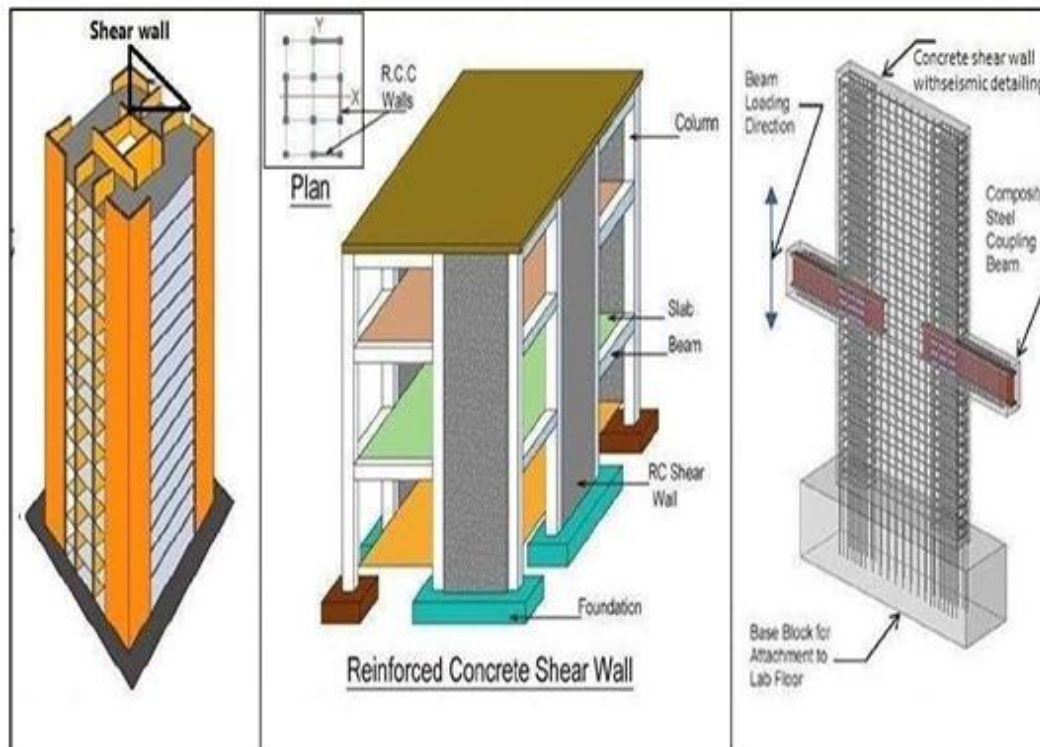 Shear wall
Y
X
R.C.C
Walls
Plan
Column
Slab
Beam
RC Shear
Wall
Foundation
Reinforced Concrete Shear Wall
Concrete shear wall
withseismic detailing
Beam
Loading
Direction
Composit
Steel
Coupling
Beam
Base Block for
Attachment to
Lab Floor